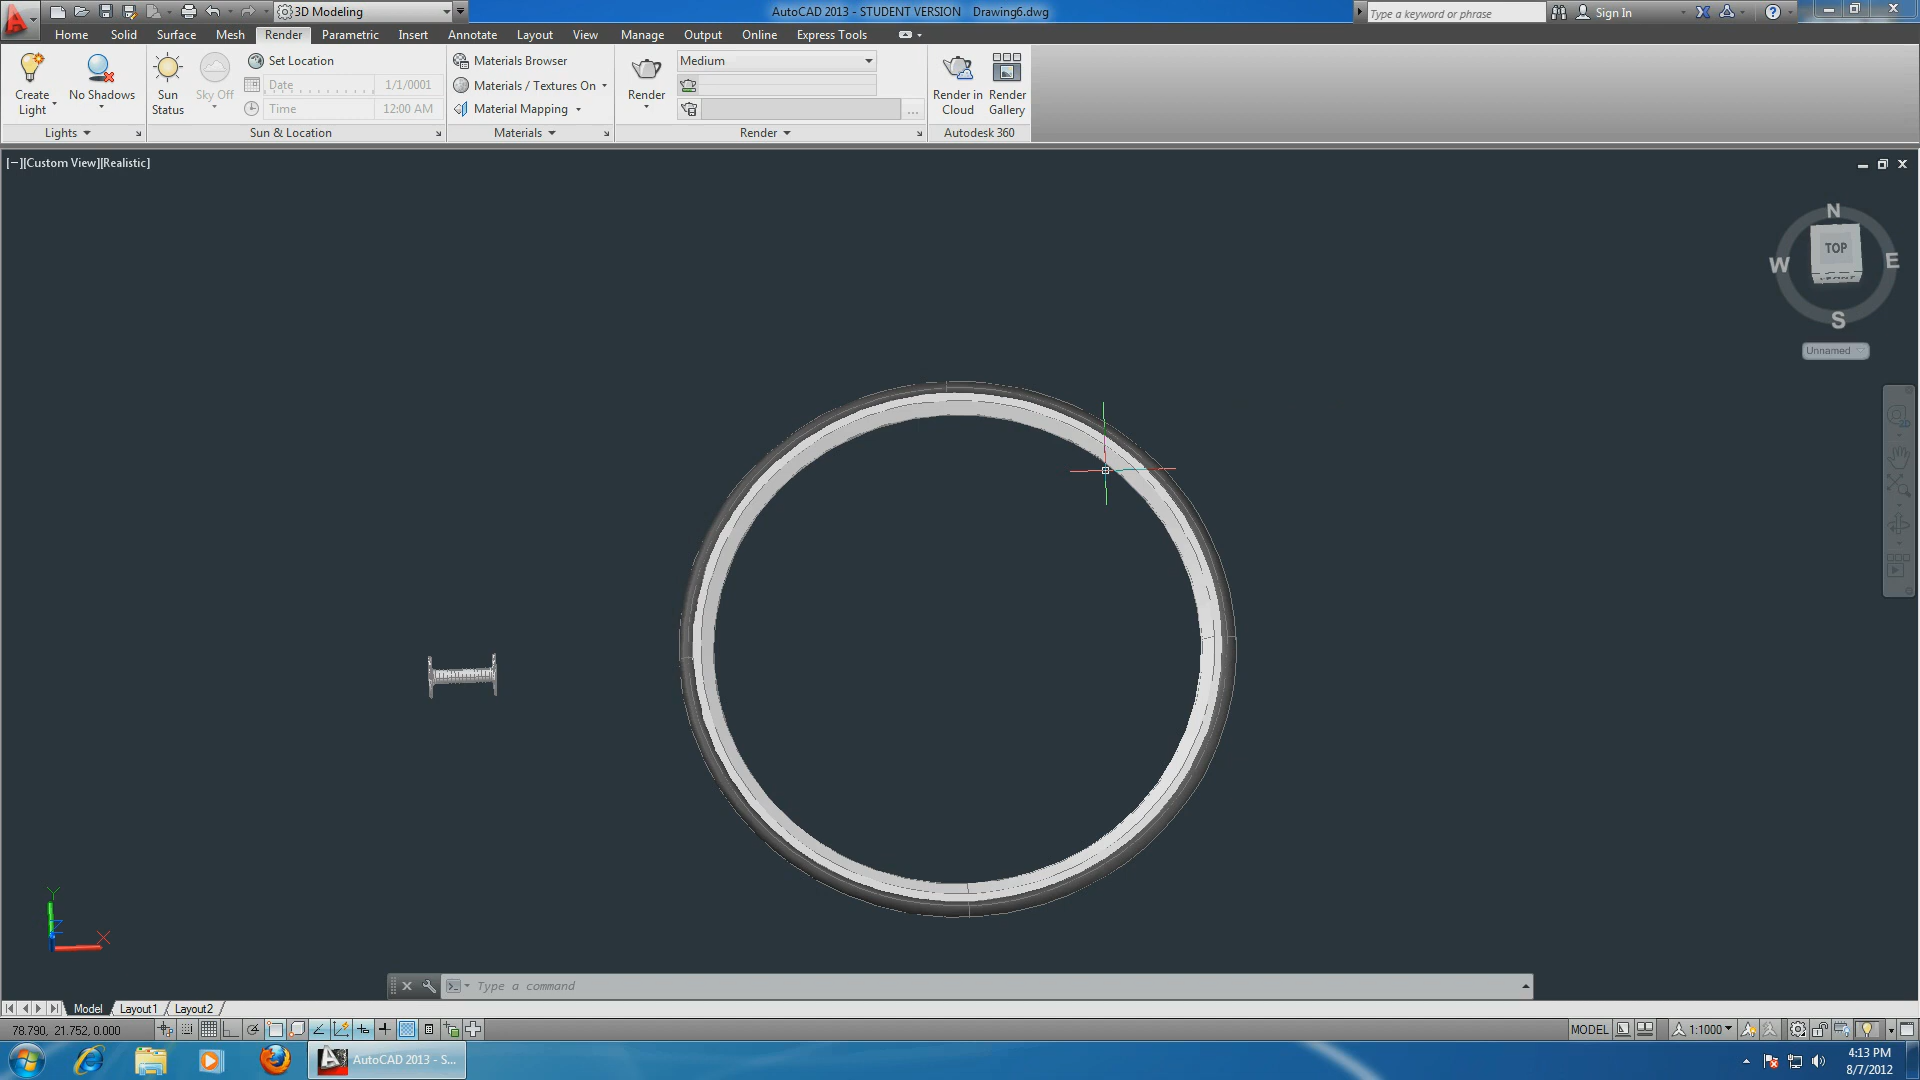 3D Modeling
AutoCAD 2013 - STUDENT VERSION Drawing6.dwg
Type a keyword or phrase
Sign In
Home Solid Surface Mesh Render Parametric Insert Annotate Layout View Manage Output Online Express Tools
Create Light
No Shadows
Sun Status
Sky Off
Set Location
Date 1/1/0001
Time 12:00 AM
Materials Browser
Materials / Textures On
Material Mapping
Render
Medium
...
Render in Cloud
Render Gallery
Lights Sun & Location Materials Render Autodesk 360
[−][Custom View][Realistic]
N
W TOP E
FRONT
S
Unnamed
Y
Z
X
Type a command
Model Layout1 Layout2
78.790, 21.752, 0.000
MODEL
1:1000
AutoCAD 2013 - S...
4:13 PM
8/7/2012